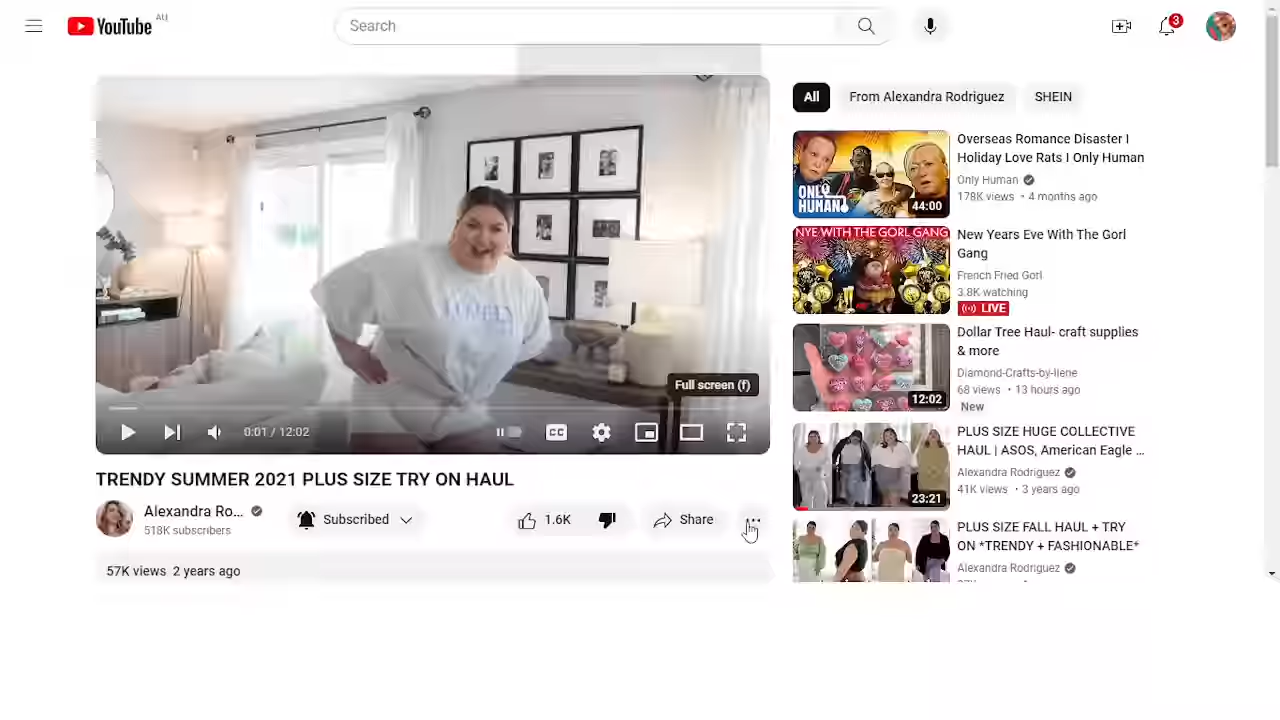 YouTube AU
Search
3
All
From Alexandra Rodriguez
SHEIN
LONELY
Full screen (f)
0:01 / 12:02
CC
TRENDY SUMMER 2021 PLUS SIZE TRY ON HAUL
Alexandra Ro...
518K subscribers
Subscribed
1.6K
Share
...
57K views 2 years ago
ONLY HUMAN
44:00
Overseas Romance Disaster I
Holiday Love Rats I Only Human
Only Human
178K views • 4 months ago
NYE WITH THE GORL GANG
New Years Eve With The Gorl
Gang
French Fried Gorl
3.8K watching
LIVE
12:02
Dollar Tree Haul- craft supplies
& more
Diamond-Crafts-by-Ilene
68 views • 13 hours ago
New
23:21
PLUS SIZE HUGE COLLECTIVE
HAUL | ASOS, American Eagle ...
Alexandra Rodriguez
41K views • 3 years ago
PLUS SIZE FALL HAUL + TRY
ON *TRENDY + FASHIONABLE*
Alexandra Rodriguez